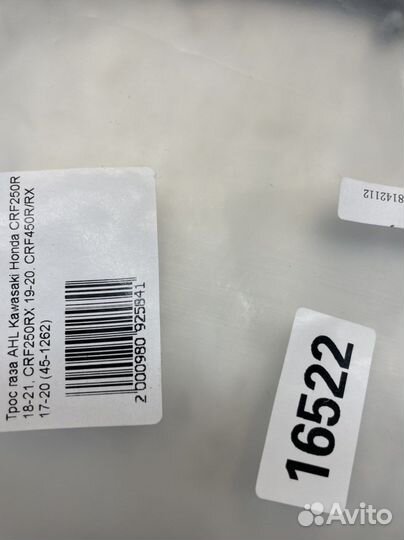 Трос газа AHL Kawasaki Honda CRF250R
18-21, CRF250RX 19-20, CRF450R/RX
17-20 (45-1262)
2 000980 925841
8142112
16522
Avito